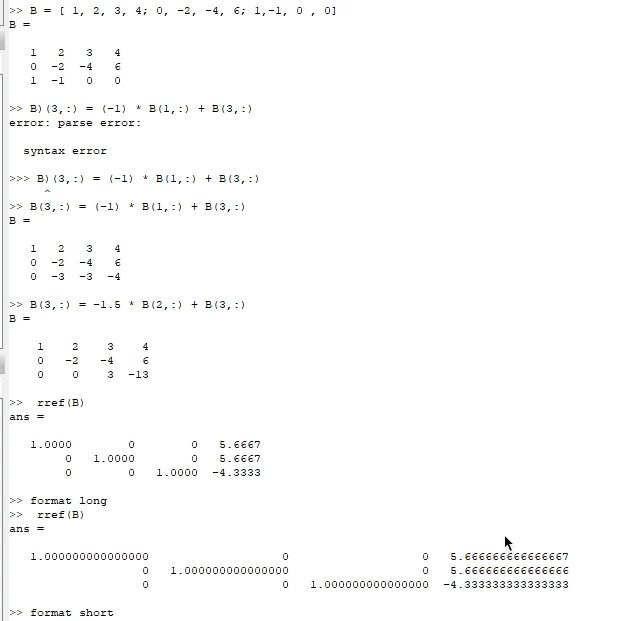 >> B = [ 1, 2, 3, 4; 0, -2, -4, 6; 1,-1, 0 , 0]
B =
1 2 3 4
0 -2 -4 6
1 -1 0 0
>> B)(3,:) = (-1) * B(1,:) + B(3,:)
error: parse error:
syntax error
>>> B)(3,:) = (-1) * B(1,:) + B(3,:)
^
>> B(3,:) = (-1) * B(1,:) + B(3,:)
B =
1 2 3 4
0 -2 -4 6
0 -3 -3 -4
>> B(3,:) = -1.5 * B(2,:) + B(3,:)
B =
1 2 3 4
0 -2 -4 6
0 0 3 -13
>> rref(B)
ans =
1.0000 0 0 5.6667
0 1.0000 0 5.6667
0 0 1.0000 -4.3333
>> format long
>> rref(B)
ans =
1.000000000000000 0 0 5.666666666666667
0 1.000000000000000 0 5.666666666666666
0 0 1.000000000000000 -4.333333333333333
>> format short